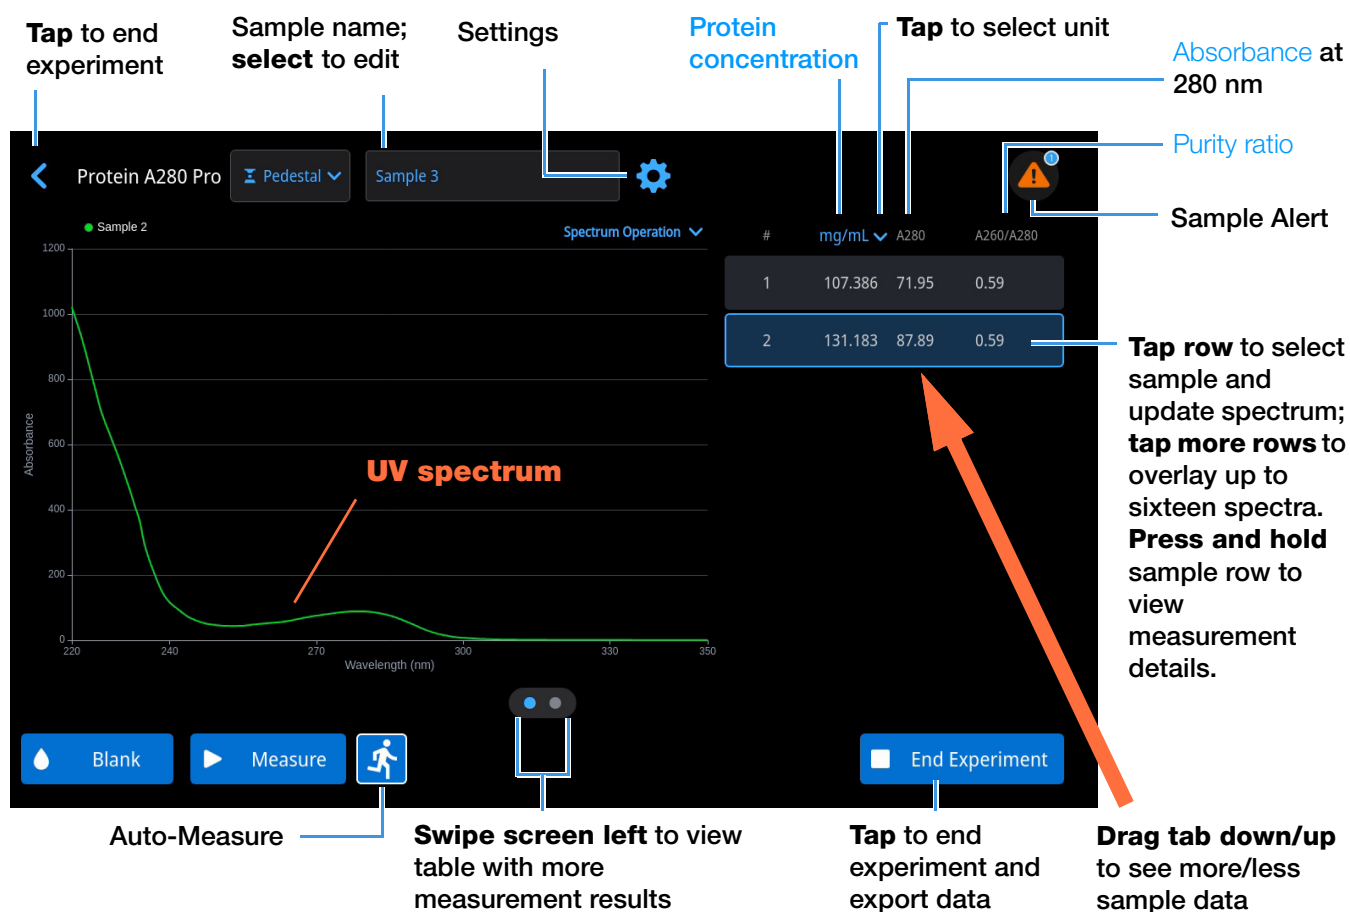 Tap to end
experiment
Sample name;
select to edit
Settings
Protein
concentration
Tap to select unit
Absorbance at
280 nm
Purity ratio
Sample Alert
Protein A280 Pro
Pedestal
Sample 3
1
Sample 2
Spectrum Operation
# mg/mL A280 A260/A280
1 107.386 71.95 0.59
2 131.183 87.89 0.59
1200
1000
800
600
400
200
0
Absorbance
220 240 270 300 330 350
Wavelength (nm)
UV spectrum
Tap row to select
sample and
update spectrum;
tap more rows to
overlay up to
sixteen spectra.
Press and hold
sample row to
view
measurement
details.
Blank
Measure
End Experiment
Auto-Measure
Swipe screen left to view
table with more
measurement results
Tap to end
experiment and
export data
Drag tab down/up
to see more/less
sample data